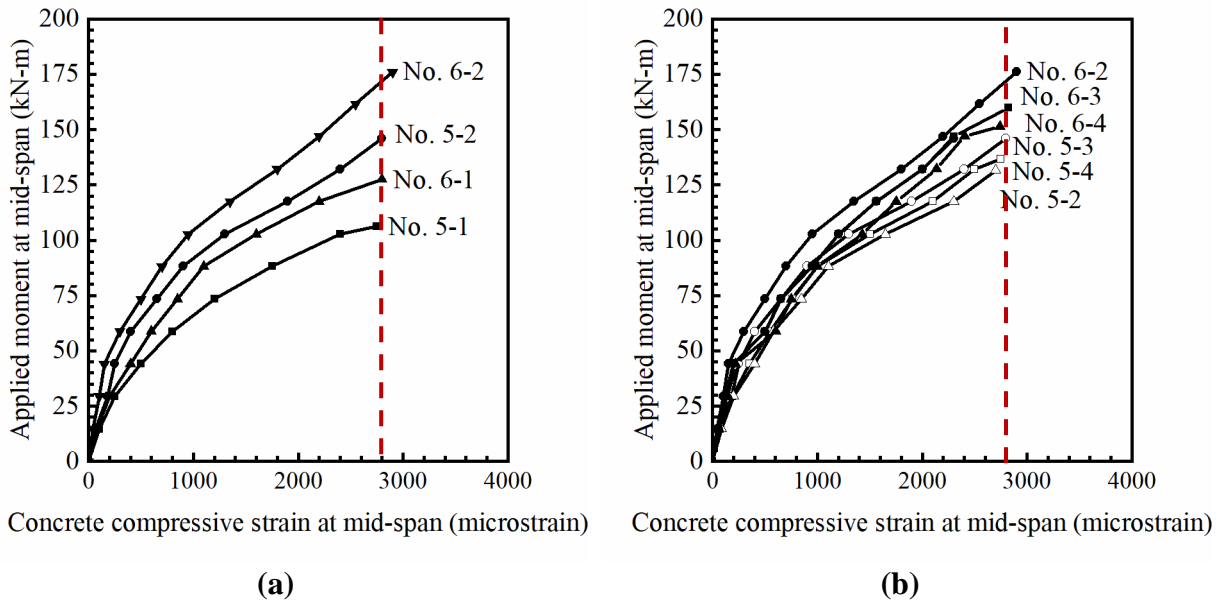 200
175
150
125
100
75
50
25
0
Applied moment at mid-span (kN-m)
No. 6-2
No. 5-2
No. 6-1
No. 5-1
0
1000
2000
3000
4000
Concrete compressive strain at mid-span (microstrain)
(a)
200
175
150
125
100
75
50
25
0
Applied moment at mid-span (kN-m)
No. 6-2
No. 6-3
No. 6-4
No. 5-3
No. 5-4
No. 5-2
0
1000
2000
3000
4000
Concrete compressive strain at mid-span (microstrain)
(b)